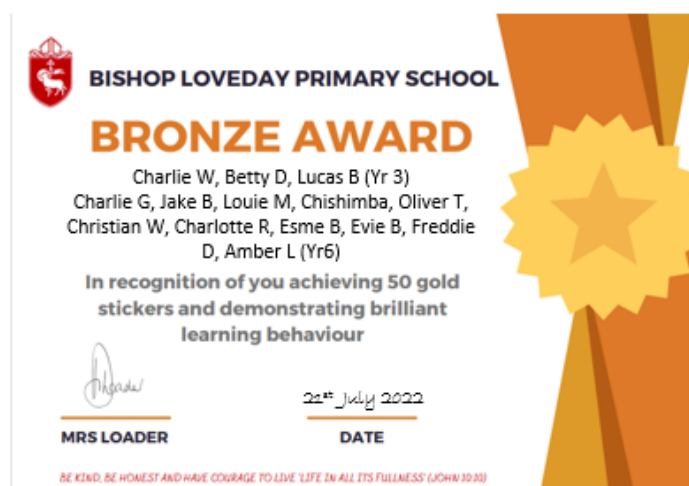 BISHOP LOVEDAY PRIMARY SCHOOL
BRONZE AWARD
Charlie W, Betty D, Lucas B (Yr 3)
Charlie G, Jake B, Louie M, Chishimba, Oliver T,
Christian W, Charlotte R, Esme B, Evie B, Freddie
D, Amber L (Yr6)
In recognition of you achieving 50 gold
stickers and demonstrating brilliant
learning behaviour
Loader
21st July 2022
MRS LOADER
DATE
BE KIND, BE HONEST AND HAVE COURAGE TO LIVE 'LIFE IN ALL ITS FULLNESS' (JOHN 10:10)